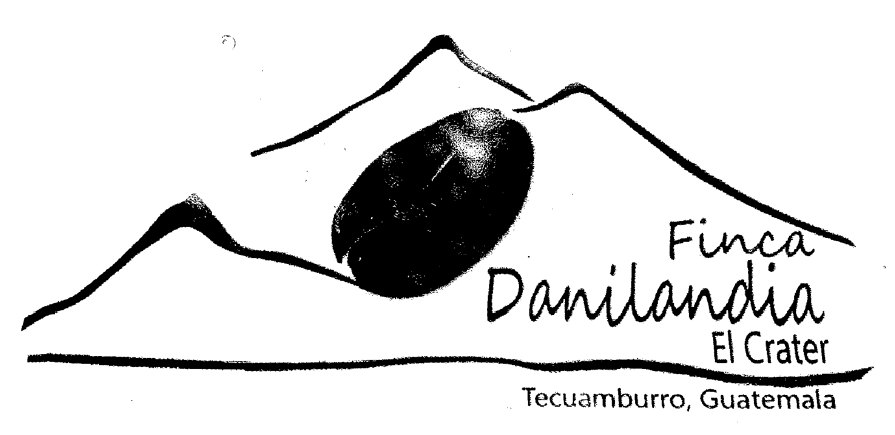 Finca
Danilandia
El Crater
Tecuamburro, Guatemala